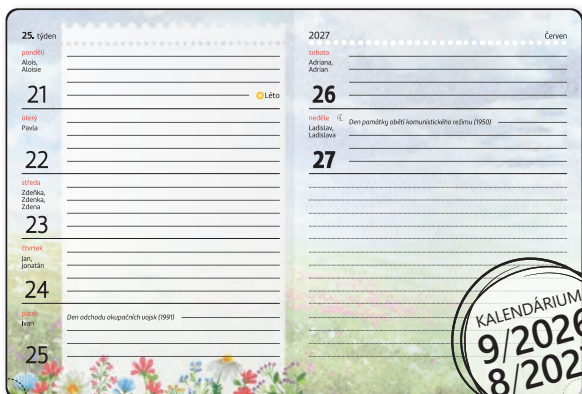 25. týden
pondělí
Alois,
Aloisie
21
Léto
úterý
Pavla
22
středa
Zdeňka,
Zdenka,
Zdena
23
čtvrtek
Jan,
Jonatán
24
pátek
Ivan
Den odchodu okupačních vojsk (1991)
25
2027
Červen
sobota
Adriana,
Adrian
26
neděle
Ladislav,
Ladislava
Den památky obětí komunistického režimu (1950)
27
KALENDÁRIUM
9/2026
8/202